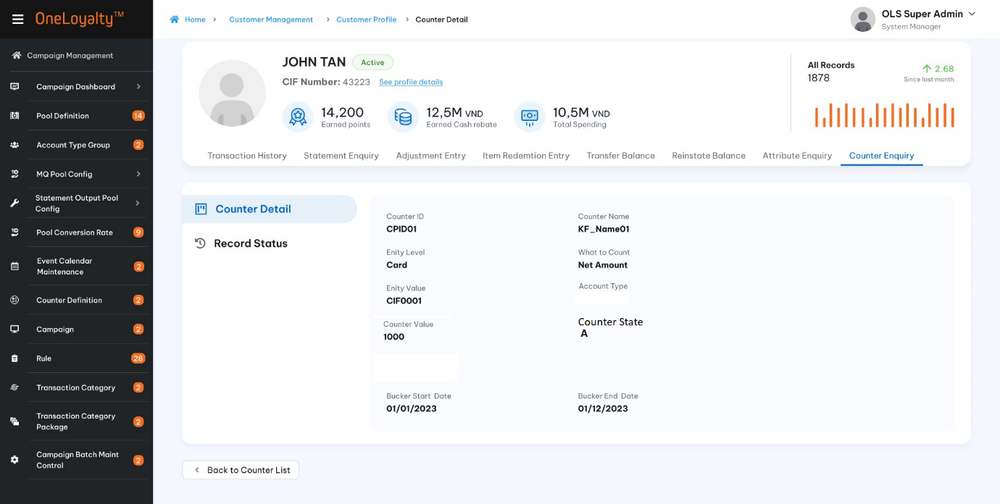 OneLoyalty™
Home
Customer Management
Customer Profile
Counter Detail
OLS Super Admin
System Manager
Campaign Management
Campaign Dashboard
Pool Definition 14
Account Type Group 2
MQ Pool Config
Statement Output Pool
Config
Pool Conversion Rate 9
Event Calendar
Maintenance 2
Counter Definition 2
Campaign 2
Rule 28
Transaction Category 2
Transaction Category
Package 2
Campaign Batch Maint
Control 2
JOHN TAN Active
CIF Number: 43223 See profile details
14,200
Earned points
12,5M VND
Earned Cash rebate
10,5M VND
Total Spending
All Records
1878
2.68
Since last month
Transaction History
Statement Enquiry
Adjustment Entry
Item Redemtion Entry
Transfer Balance
Reinstate Balance
Attribute Enquiry
Counter Enquiry
Counter Detail
Record Status
Counter ID
CPID01
Counter Name
KF_Name01
Enity Level
Card
What to Count
Net Amount
Enity Value
CIF0001
Account Type
Counter Value
1000
Counter State
A
Bucker Start Date
01/01/2023
Bucker End Date
01/12/2023
Back to Counter List